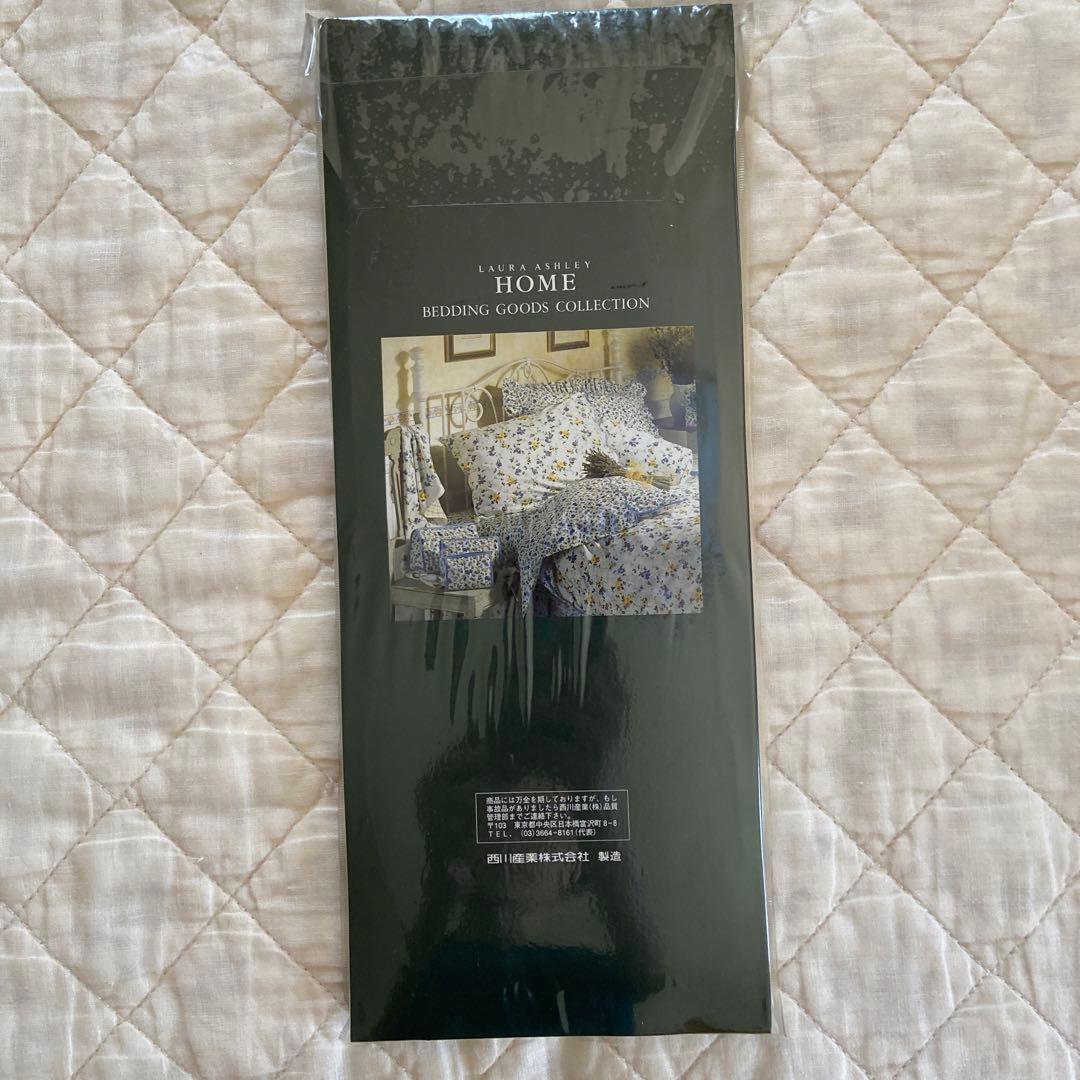 LAURA ASHLEY
HOME
BEDDING GOODS COLLECTION
商品には万全を期しておりますが、もし
事故品がありましたら西川産業(株)品質
管理部までご連絡下さい。
〒103 東京都中央区日本橋富沢町8-8
TEL. (03)3664-8161(代表)
西川産業株式会社 製造